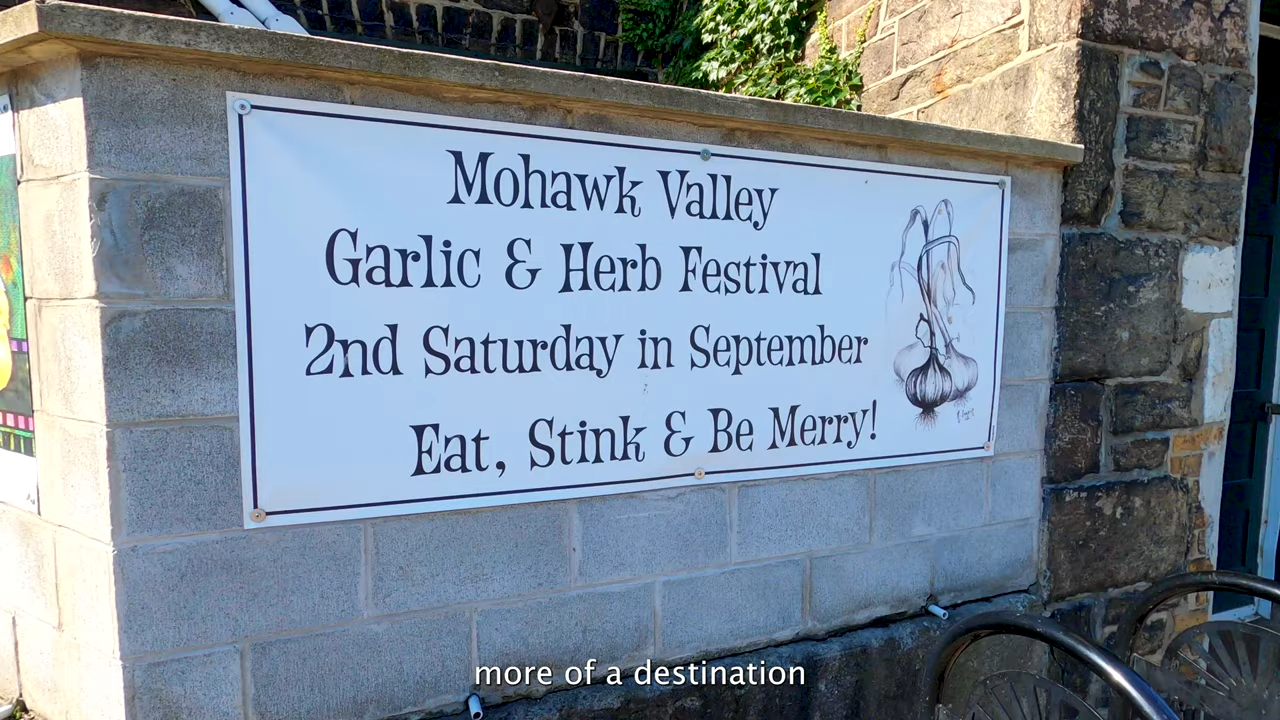 Mohawk Valley
Garlic & Herb Festival
2nd Saturday in September
Eat, Stink & Be Merry!
more of a destination